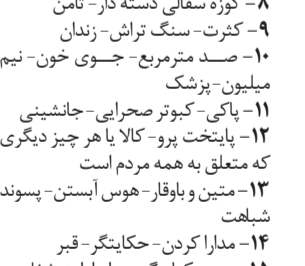 ۸- کوزه سفالی دسته دار- ثامن
۹- کثرت- سنگ تراش- زندان
۱۰- صد مترمربع- جوی خون- نیم
میلیون-پزشک
۱۱- پاکی-کبوتر صحرایی-جانشینی
۱۲- پایتخت پرو- کالا یا هر چیز دیگری
که متعلق به همه مردم است
۱۳-متین و باوقار-هوس آبستن-پسوند
شباهت
۱۴- مدارا کردن- حکایتگر- قبر